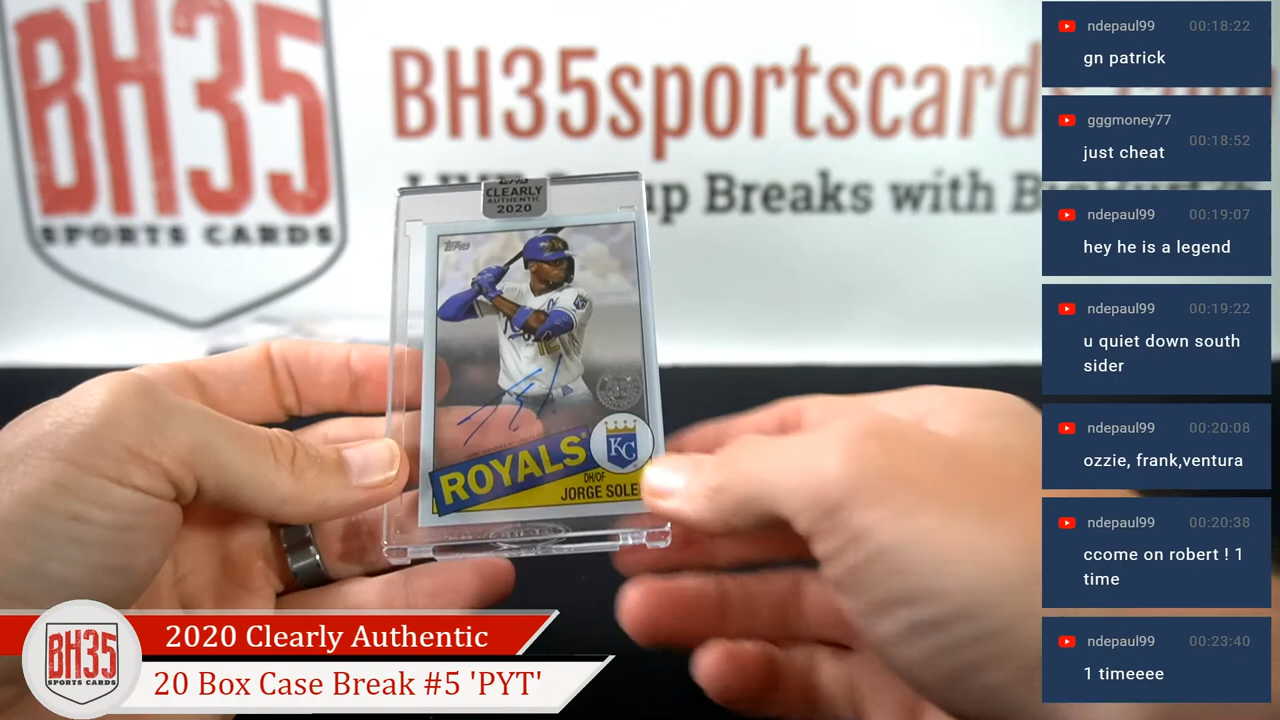 BH35
SPORTS CARDS
BH35sportscard
up Breaks with B
CLEARLY
AUTHENTIC
2020
Topps
12
ROYALS
KC
DH/OF
JORGE SOLE
2020 Clearly Authentic
20 Box Case Break #5 'PYT'
BH35
SPORTS CARDS
ndepaul99 00:18:22
gn patrick
gggmoney77 00:18:52
just cheat
ndepaul99 00:19:07
hey he is a legend
ndepaul99 00:19:22
u quiet down south
sider
ndepaul99 00:20:08
ozzie, frank,ventura
ndepaul99 00:20:38
ccome on robert ! 1
time
ndepaul99 00:23:40
1 timeeee